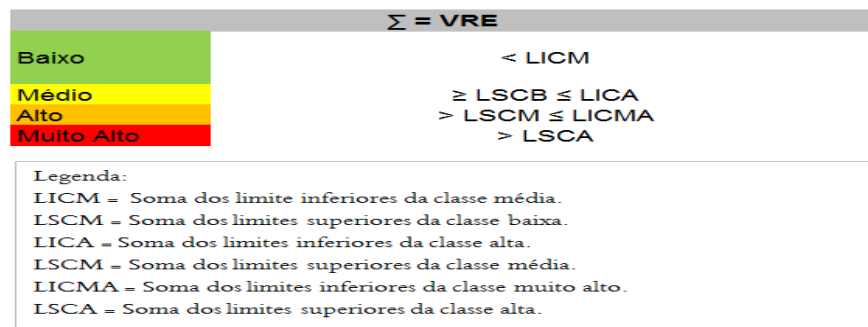 ∑ = VRE
Baixo < LICM
Médio ≥ LSCB ≤ LICA
Alto > LSCM ≤ LICMA
Muito Alto > LSCA
Legenda:
LICM = Soma dos limite inferiores da classe média.
LSCM = Soma dos limites superiores da classe baixa.
LICA = Soma dos limites inferiores da classe alta.
LSCM = Soma dos limites superiores da classe média.
LICMA = Soma dos limites inferiores da classe muito alto.
LSCA = Soma dos limites superiores da classe alta.